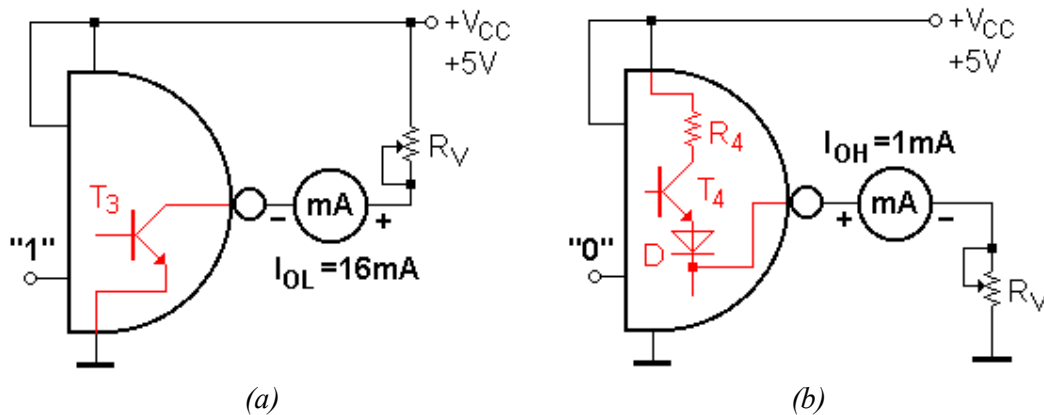 +VCC
+5V
RV
T3
mA
-
+
"1"
IOL =16mA
(a)
+VCC
+5V
R4
IOH =1mA
T4
mA
+
-
"0"
D
RV
(b)